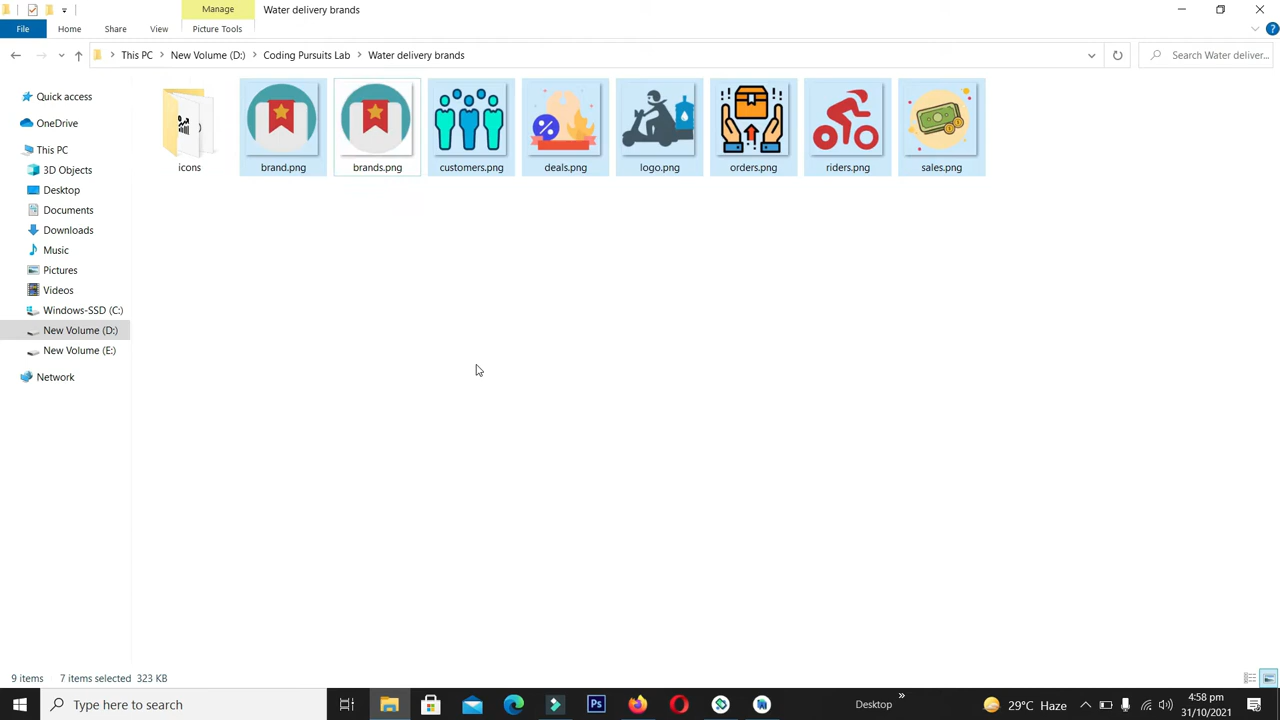 Manage
Water delivery brands
File
Home
Share
View
Picture Tools
This PC
New Volume (D:)
Coding Pursuits Lab
Water delivery brands
Search Water deliver...
Quick access
OneDrive
This PC
3D Objects
Desktop
Documents
Downloads
Music
Pictures
Videos
Windows-SSD (C:)
New Volume (D:)
New Volume (E:)
Network
icons
brand.png
brands.png
customers.png
deals.png
logo.png
orders.png
riders.png
sales.png
9 items
7 items selected
323 KB
Type here to search
Ps
Desktop
»
29°C Haze
4:58 pm
31/10/2021